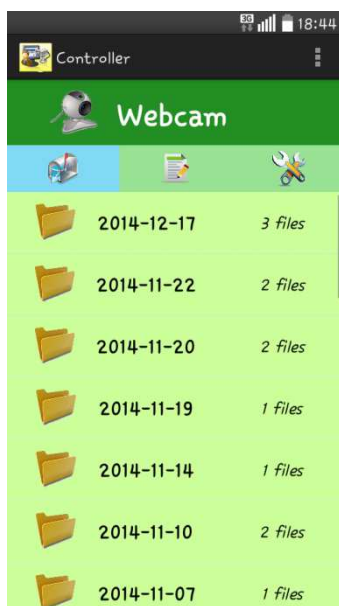 3G 18:44
Controller
Webcam
2014-12-17 3 files
2014-11-22 2 files
2014-11-20 2 files
2014-11-19 1 files
2014-11-14 1 files
2014-11-10 2 files
2014-11-07 1 files